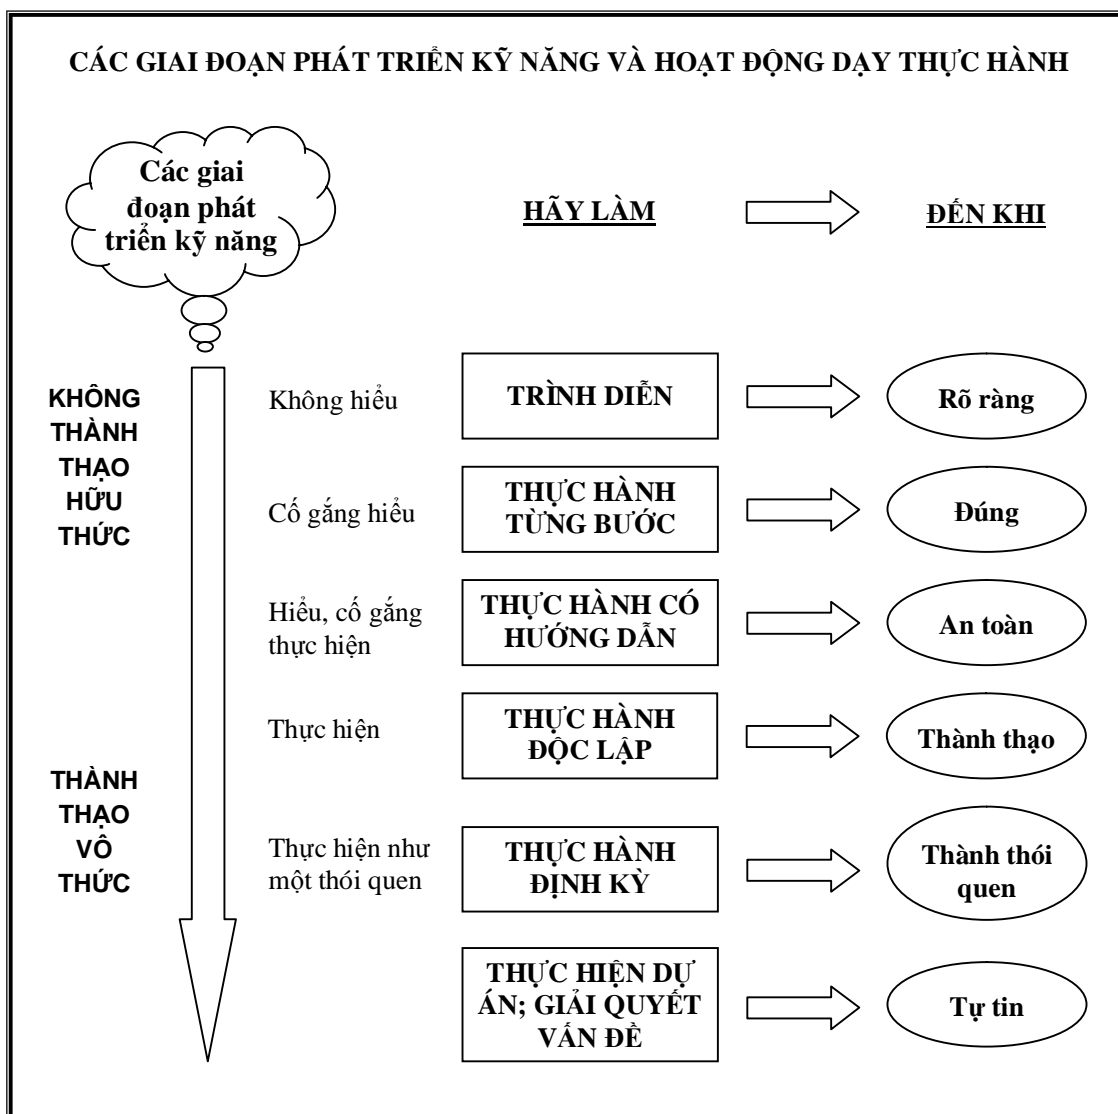 CÁC GIAI ĐOẠN PHÁT TRIỂN KỸ NĂNG VÀ HOẠT ĐỘNG DẠY THỰC HÀNH
Các giai
đoạn phát
triển kỹ năng
HÃY LÀM
ĐẾN KHI
KHÔNG
THÀNH
THẠO
HỮU
THỨC
Không hiểu
TRÌNH DIỄN
Rõ ràng
Cố gắng hiểu
THỰC HÀNH
TỪNG BƯỚC
Đúng
Hiểu, cố gắng
thực hiện
THỰC HÀNH CÓ
HƯỚNG DẪN
An toàn
Thực hiện
THỰC HÀNH
ĐỘC LẬP
Thành thạo
THÀNH
THẠO
VÔ
THỨC
Thực hiện như
một thói quen
THỰC HÀNH
ĐỊNH KỲ
Thành thói
quen
THỰC HIỆN DỰ
ÁN; GIẢI QUYẾT
VẤN ĐỀ
Tự tin